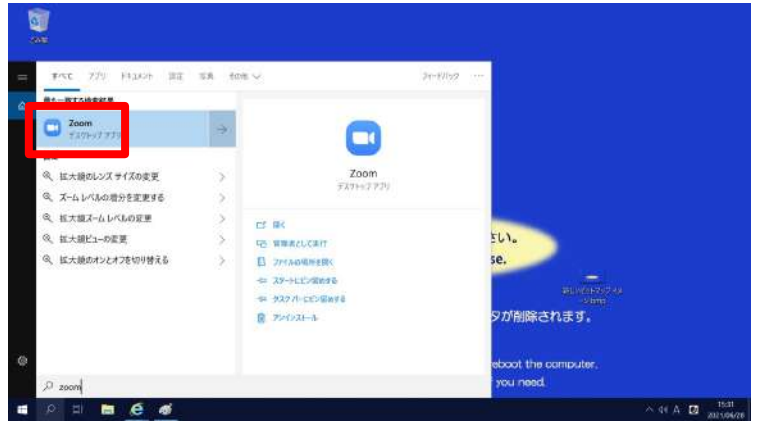 ごみ箱
すべて アプリ ドキュメント 設定 写真 その他 フィードバック ...
最も一致する検索結果
Zoom
デスクトップ アプリ
拡大鏡のレンズ サイズの変更
ズーム レベルの増分を変更する
拡大鏡ズーム レベルの変更
拡大鏡ビューの変更
拡大鏡のオンとオフを切り替える
Zoom
デスクトップ アプリ
開く
管理者として実行
ファイルの場所を開く
スタートにピン留めする
タスク バーにピン留めする
アンインストール
さい。
se.
タが削除されます。
reboot the computer.
you need.
zoom
A
15:31
2021/06/28